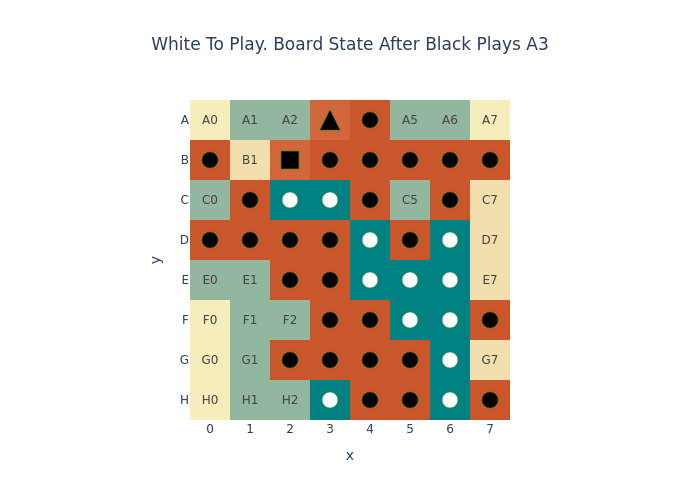 White To Play. Board State After Black Plays A3
A A0 A1 A2 A5 A6 A7
B B1
C C0 C5 C7
D D7
y
E E0 E1 E7
F F0 F1 F2
G G0 G1 G7
H H0 H1 H2
0 1 2 3 4 5 6 7
x